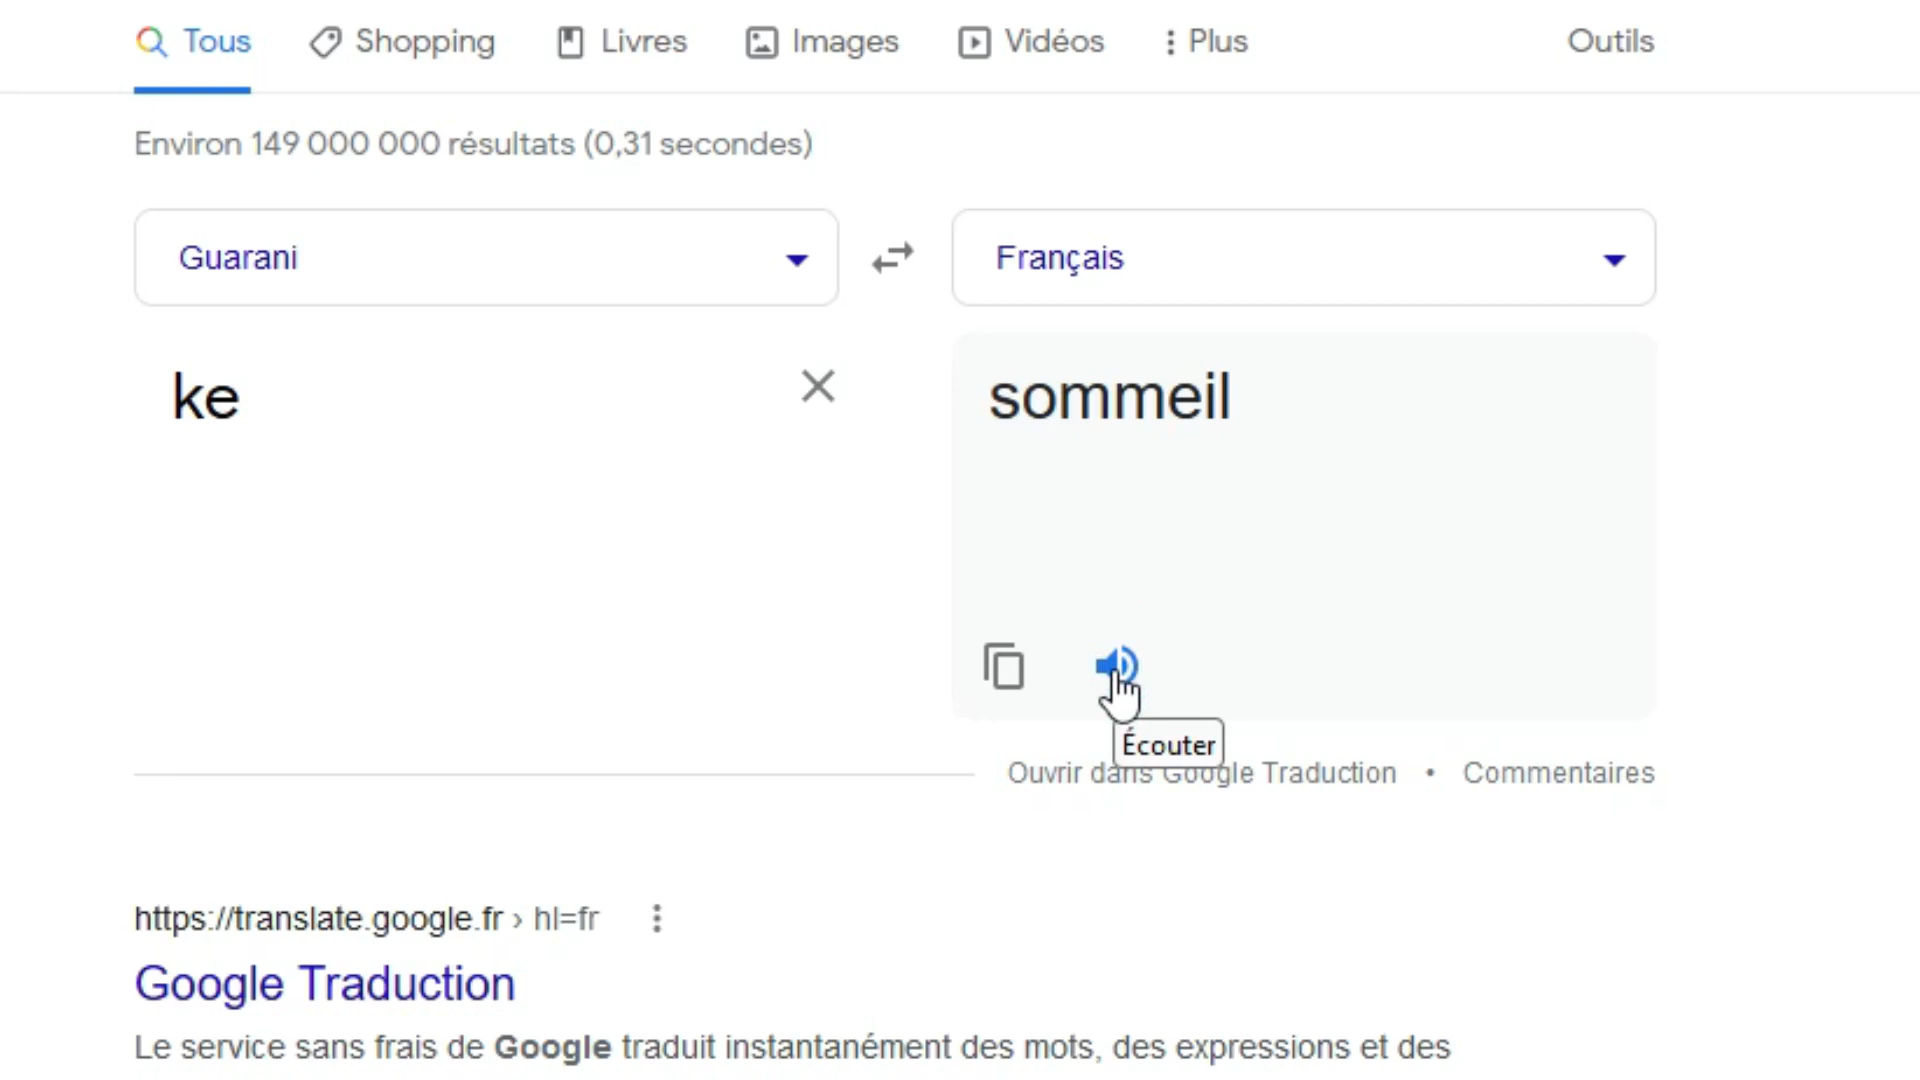 Tous Shopping Livres Images Vidéos Plus Outils
Environ 149 000 000 résultats (0,31 secondes)
Guarani Français
ke sommeil
Écouter
Ouvrir dans Google Traduction • Commentaires
https://translate.google.fr › hl=fr
Google Traduction
Le service sans frais de Google traduit instantanément des mots, des expressions et des